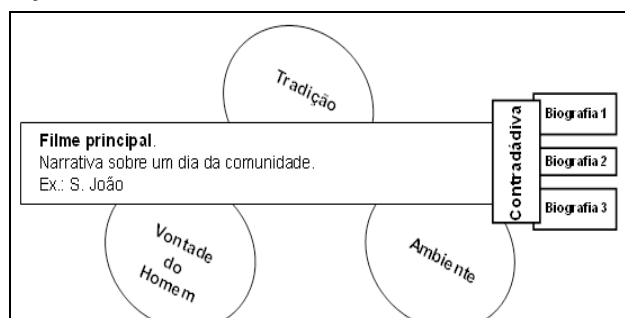 Tradição
Filme principal.
Narrativa sobre um dia da comunidade.
Ex.: S. João
Contradádiva
Biografia 1
Biografia 2
Biografia 3
Vontade
do
Homem
Ambiente